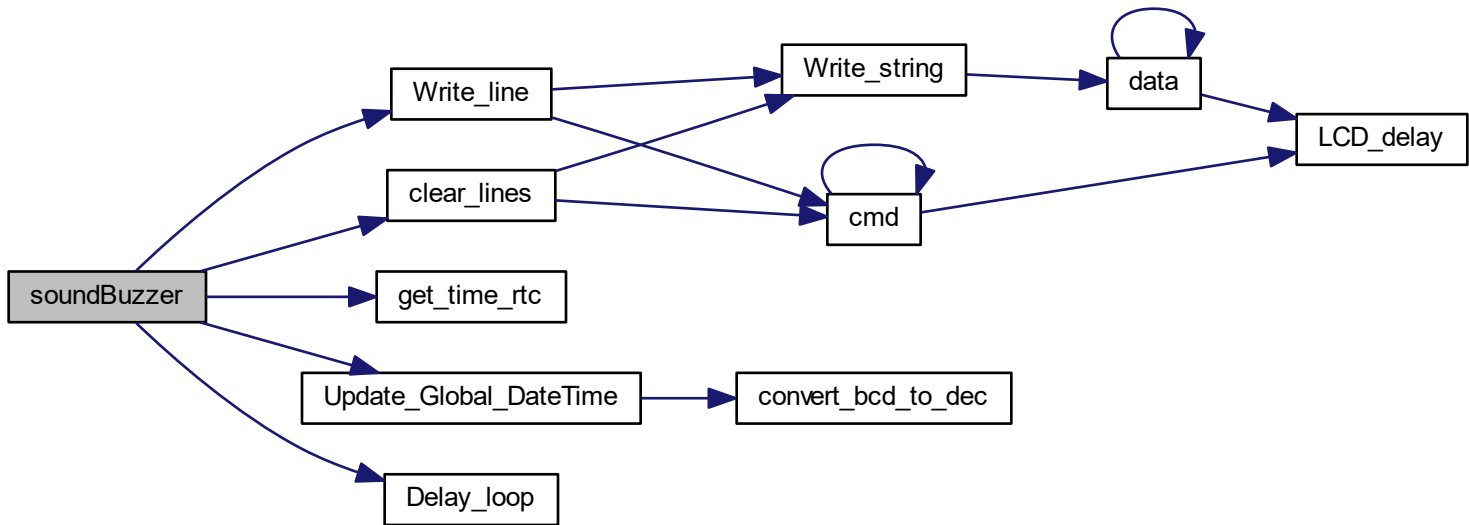 Write_string
data
Write_line
LCD_delay
clear_lines
cmd
soundBuzzer
get_time_rtc
Update_Global_DateTime
convert_bcd_to_dec
Delay_loop